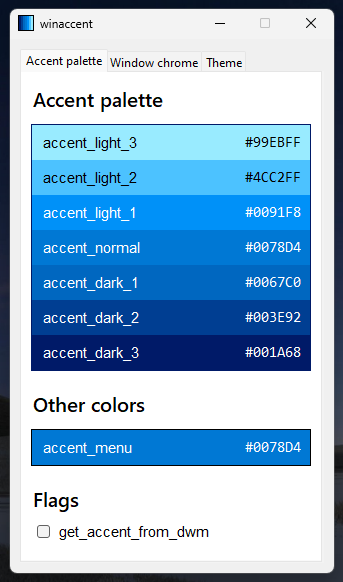 winaccent
Accent palette Window chrome Theme
Accent palette
accent_light_3 #99EBFF
accent_light_2 #4CC2FF
accent_light_1 #0091F8
accent_normal #0078D4
accent_dark_1 #0067C0
accent_dark_2 #003E92
accent_dark_3 #001A68
Other colors
accent_menu #0078D4
Flags
get_accent_from_dwm